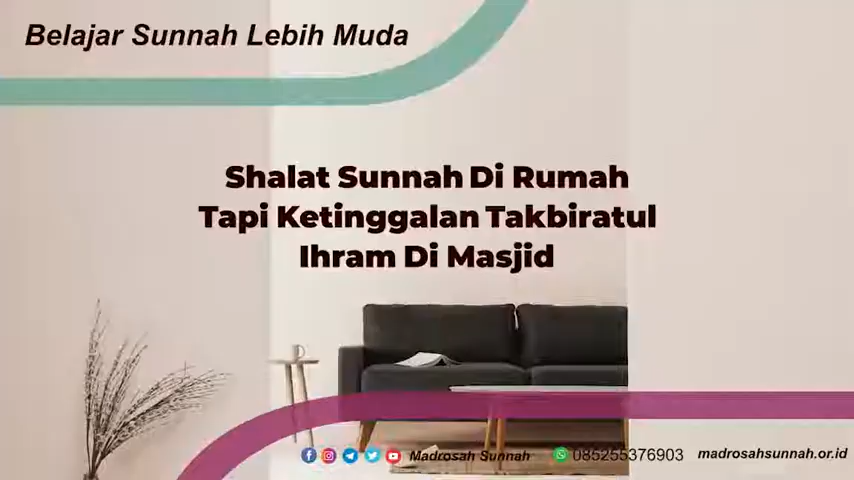 Belajar Sunnah Lebih Muda
Shalat Sunnah Di Rumah
Tapi Ketinggalan Takbiratul
Ihram Di Masjid
Madrosah Sunnah 085255376903 madrosahsunnah.or.id